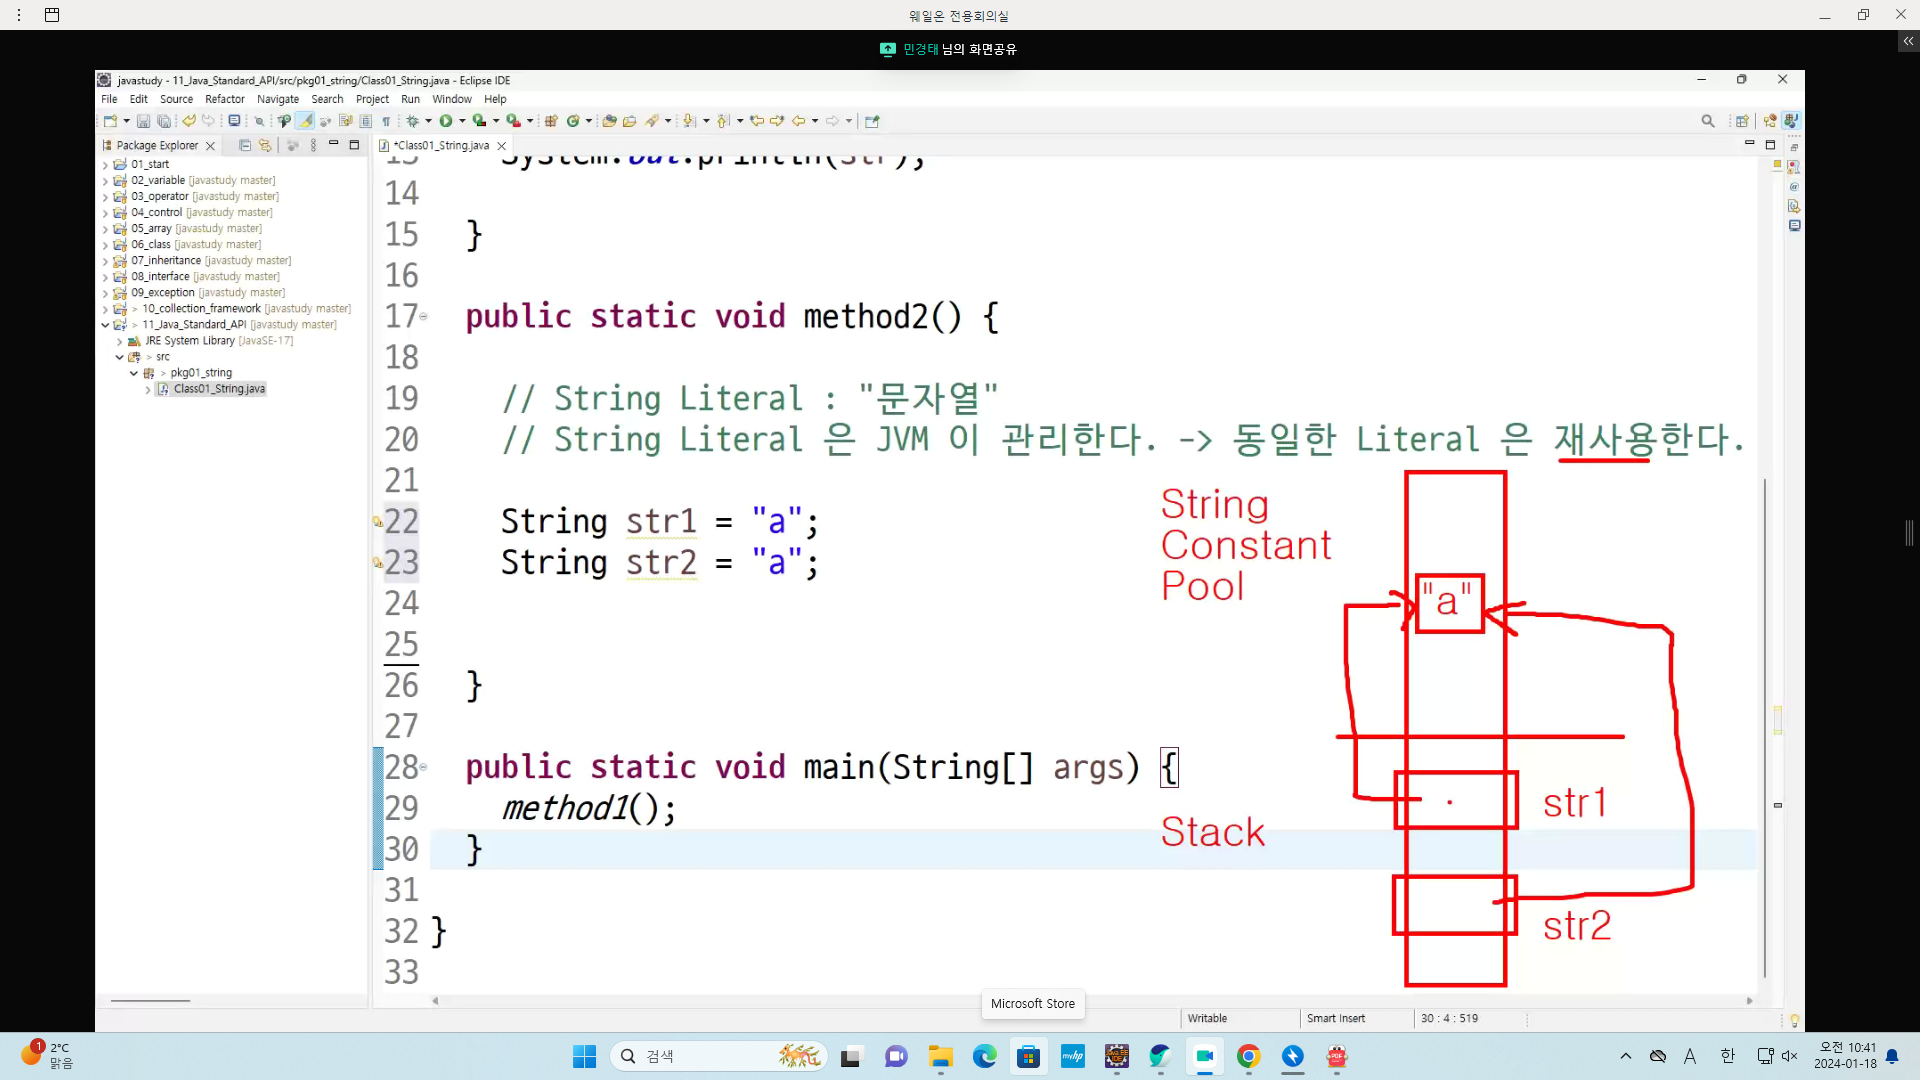 웨일온 전용회의실
민경태 님의 화면공유
javastudy - 11_Java_Standard_API/src/pkg01_string/Class01_String.java - Eclipse IDE
File Edit Source Refactor Navigate Search Project Run Window Help
Package Explorer
*Class01_String.java
01_start
02_variable [javastudy master]
03_operator [javastudy master]
04_control [javastudy master]
05_array [javastudy master]
06_class [javastudy master]
07_inheritance [javastudy master]
08_interface [javastudy master]
09_exception [javastudy master]
> 10_collection_framework [javastudy master]
> 11_Java_Standard_API [javastudy master]
JRE System Library [JavaSE-17]
> src
> pkg01_string
Class01_String.java
13 System.out.println(str);
14
15 }
16
17 public static void method2() {
18
19 // String Literal : "문자열"
20 // String Literal 은 JVM 이 관리한다. -> 동일한 Literal 은 재사용한다.
21
22 String str1 = "a";
23 String str2 = "a";
24
25
26 }
27
28 public static void main(String[] args) {
29 method1();
30 }
31
32 }
33
String
Constant
Pool
"a"
str1
Stack
str2
Microsoft Store
Writable
Smart Insert
30 : 4 : 519
1
2°C
맑음
검색
myhp
Java EE
IDE
PDF
A
한
오전 10:41
2024-01-18